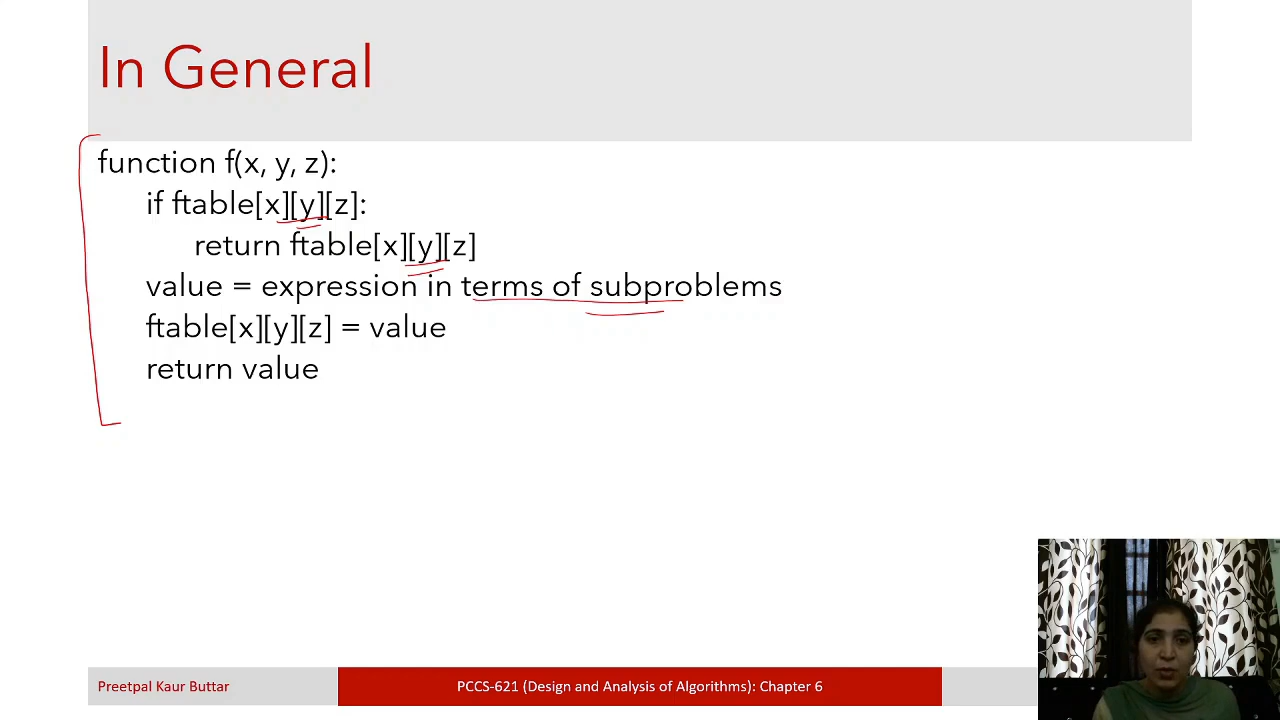 In General
function f(x, y, z):
if ftable[x][y][z]:
return ftable[x][y][z]
value = expression in terms of subproblems
ftable[x][y][z] = value
return value
Preetpal Kaur Buttar
PCCS-621 (Design and Analysis of Algorithms): Chapter 6